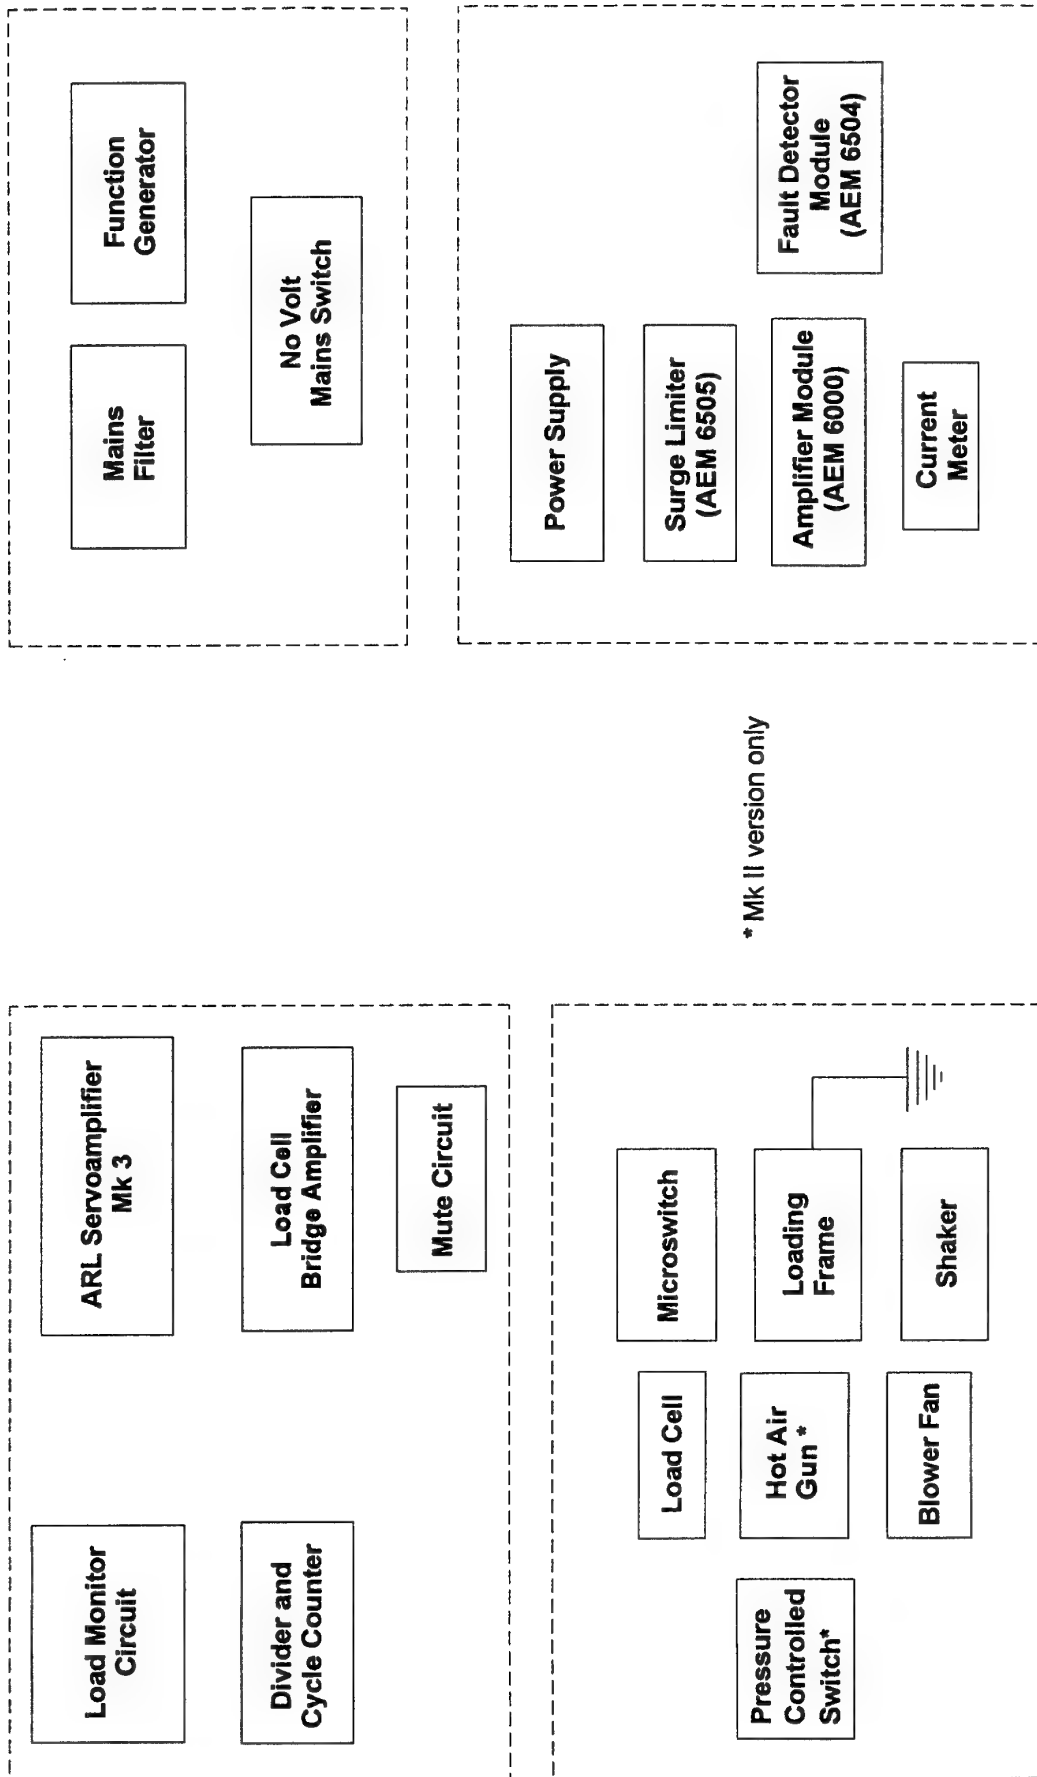 Load Monitor
Circuit
ARL Servoamplifier
Mk 3
Divider and
Cycle Counter
Load Cell
Bridge Amplifier
Mute Circuit
Mains
Filter
Function
Generator
No Volt
Mains Switch
Pressure
Controlled
Switch*
Load Cell
Hot Air
Gun *
Blower Fan
Microswitch
Loading
Frame
Shaker
* Mk II version only
Power Supply
Surge Limiter
(AEM 6505)
Amplifier Module
(AEM 6000)
Current
Meter
Fault Detector
Module
(AEM 6504)